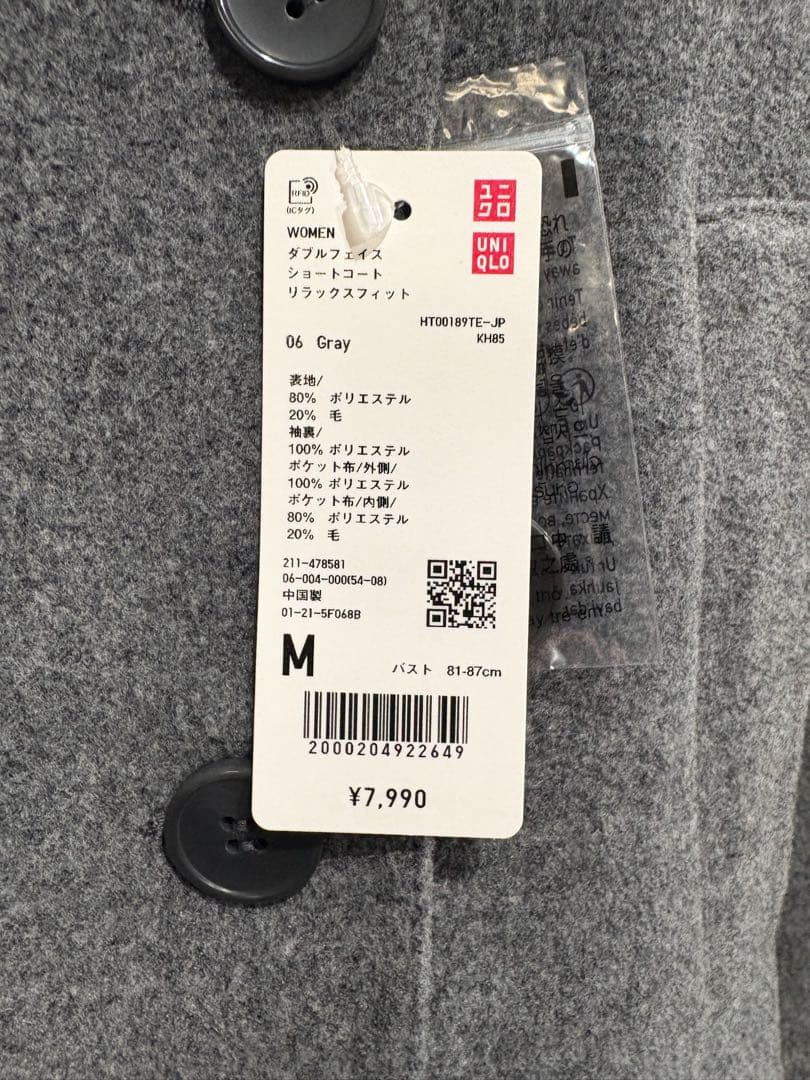 RFID
(ICタグ)
ユニ
クロ
UNI
QLO
WOMEN
ダブルフェイス
ショートコート
リラックスフィット
HT00189TE-JP
KH85
06 Gray
表地/
80% ポリエステル
20% 毛
袖裏/
100% ポリエステル
ポケット布/外側/
100% ポリエステル
ポケット布/内側/
80% ポリエステル
20% 毛
211-478581
06-004-000(54-08)
中国製
01-21-5F068B
M
バスト 81-87cm
2000204922649
¥7,990